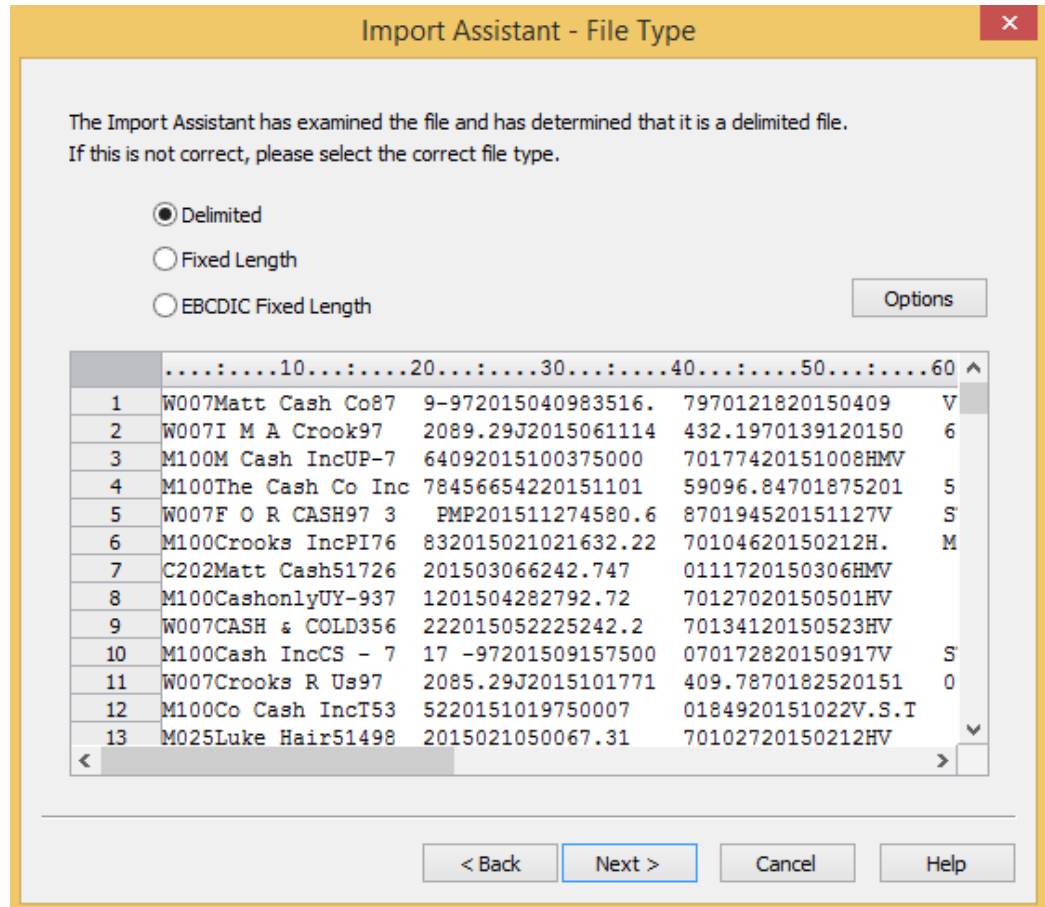 Import Assistant - File Type
The Import Assistant has examined the file and has determined that it is a delimited file.
If this is not correct, please select the correct file type.
Delimited
Fixed Length
EBCDIC Fixed Length
Options
....:....10...:....20...:....30...:....40...:....50...:....60
1 W007Matt Cash Co87  9-972015040983516.  7970121820150409    V
2 W007I M A Crook97   2089.29J2015061114  432.1970139120150   6
3 M100M Cash IncUP-7  64092015100375000   70177420151008HMV
4 M100The Cash Co Inc 78456654220151101   59096.84701875201   5
5 W007F O R CASH97 3   PMP201511274580.6  870194520151127V    S
6 M100Crooks IncPI76  832015021021632.22  70104620150212H.    M
7 C202Matt Cash51726  201503066242.747    0111720150306HMV
8 M100CashonlyUY-937  1201504282792.72    70127020150501HV
9 W007CASH & COLD356  222015052225242.2   70134120150523HV
10 M100Cash IncCS - 7  17 -97201509157500  070172820150917V    S
11 W007Crooks R Us97   2085.29J2015101771  409.7870182520151   0
12 M100Co Cash IncT53  5220151019750007    0184920151022V.S.T
13 M025Luke Hair51498  2015021050067.31    70102720150212HV
< Back
Next >
Cancel
Help